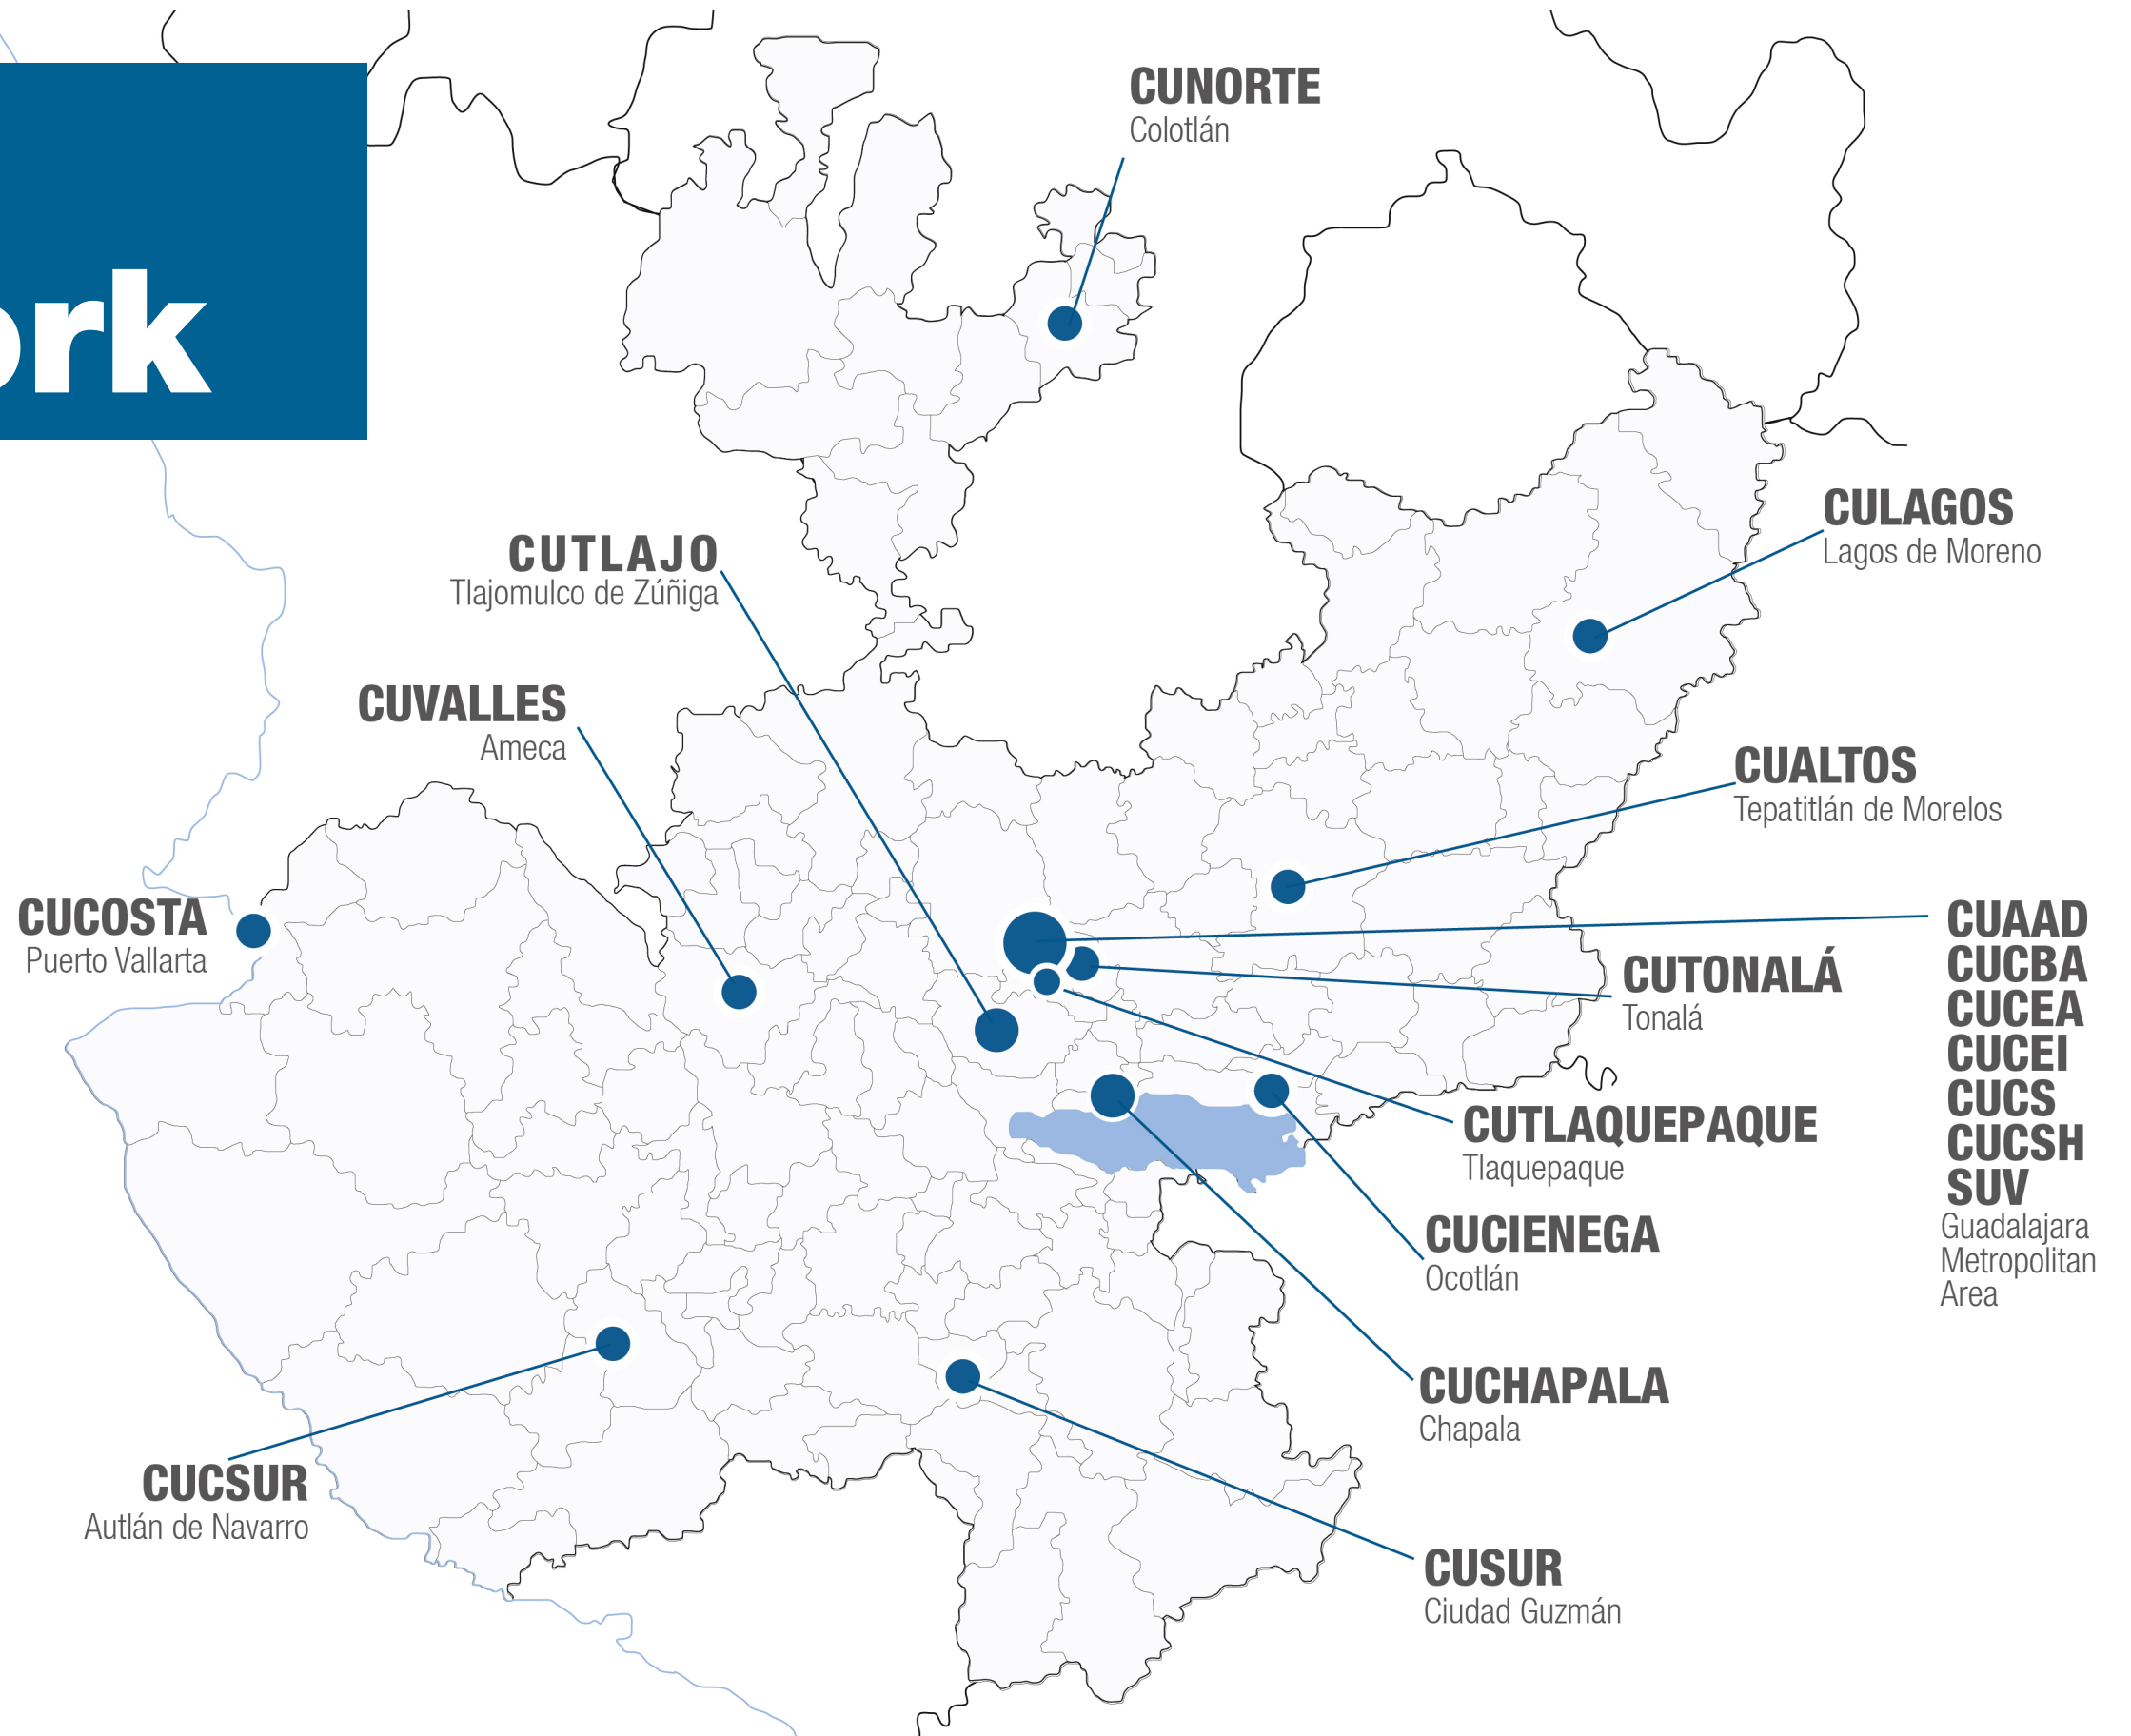 ork
CUNORTE
Colotlán
CULAGOS
Lagos de Moreno
CUTLAJO
Tlajomulco de Zúñiga
CUVALLES
Ameca
CUALTOS
Tepatitlán de Morelos
CUCOSTA
Puerto Vallarta
CUAAD
CUCBA
CUCEA
CUCEI
CUCS
CUCSH
SUV
Guadalajara
Metropolitan
Area
CUTONALÁ
Tonalá
CUTLAQUEPAQUE
Tlaquepaque
CUCIENEGA
Ocotlán
CUCHAPALA
Chapala
CUCSUR
Autlán de Navarro
CUSUR
Ciudad Guzmán